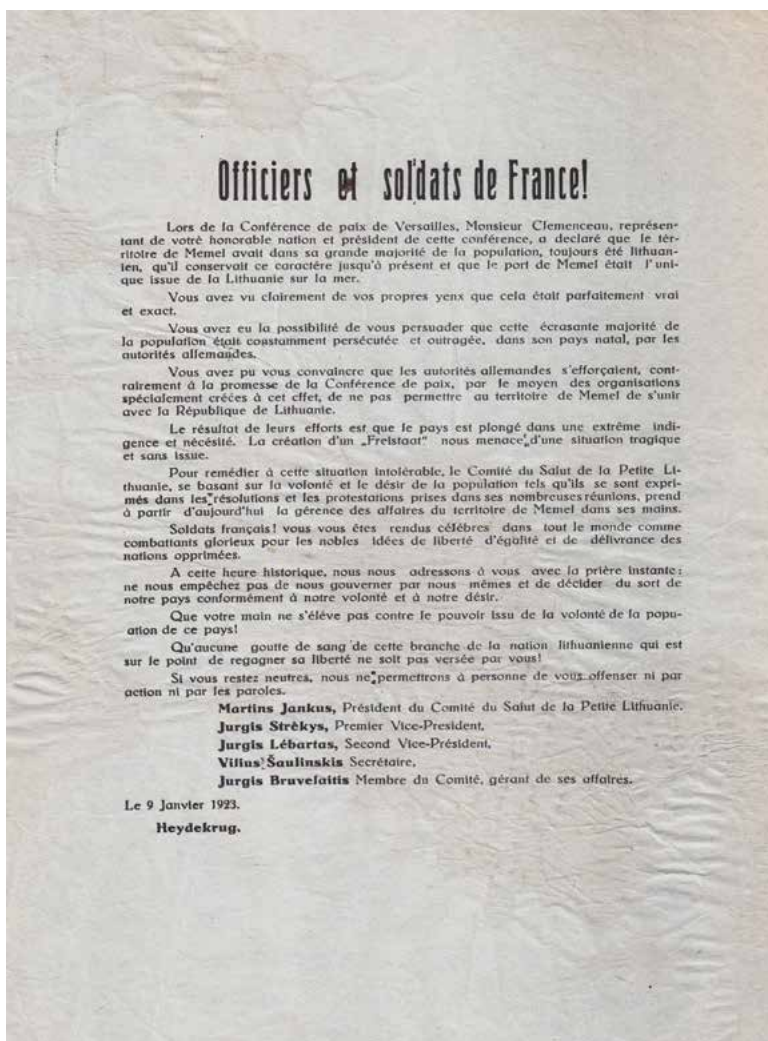 Officiers et soldats de France!
Lors de la Conférence de paix de Versailles, Monsieur Clemenceau, représen-
tant de votré honorable nation et président de cette conférence, a declaré que le tér-
ritoire de Memel avait dans sa grande majorité de la population, toujours été lithuan-
ien, qu'il conservait ce caractére jusqu'à présent et que le port de Memel était l'uni-
que issue de la Lithuanie sur la mer.
Vous avez vu clairement de vos propres yenx que cela était parfaitement vrai
et exact.
Vous avez eu la possibilité de vous persuader que cette écrasante majorité de
la population était constamment persécutée et outragée, dans son pays natal, par les
autorités allemandes.
Vous avez pu vous convaincre que les autorités allemandes s'efforçaient, cont-
rairement à la promesse de la Conférence de paix, par le moyen des organisations
spécialement créées à cet effet, de ne pas permettre au territoire de Memel de s'unir
avec la République de Lithuanie.
Le résultat de leurs efforts est que le pays est plongé dans une extrême indi-
gence et nécésité. La création d'un „Freistaat" nous menace d'une situation tragique
et sans issue.
Pour remédier à cette situation intolérable, le Comité du Salut de la Petite Li-
thuanie, se basant sur la volonté et le désir de la population tels qu'ils se sont expri-
més dans les résolutions et les protestations prises dans ses nombreuses réunions, prend
à partir d'aujourd'hui la gérence des affaires du territoire de Memel dans ses mains.
Soldats français! vous vous êtes rendus célèbres dans tout le monde comme
combattants glorieux pour les nobles idées de liberté d'égalité et de délivrance des
nations opprimées.
A cette heure historique, nous nous adressons à vous avec la prière instante:
ne nous empêchez pas de nous gouverner par nous mêmes et de décider du sort de
notre pays conformément à notre volonté et à notre désir.
Que votre main ne s'élève pas contre le pouvoir issu de la volonté de la popu-
ation de ce pays!
Qu'aucune goutte de sang de cette branche de la nation lithuanienne qui est
sur le point de regagner sa liberté ne soit pas versée par vous!
Si vous restez neutres, nous ne permettrons à personne de vous offenser ni par
action ni par les paroles.
Martins Jankus, Président du Comité du Salut de la Petite Lithuanie.
Jurgis Strèkys, Premier Vice-President,
Jurgis Lébartas, Second Vice-Président,
Vilius Šaulinskis Secrétaire,
Jurgis Bruvelaitis Membre du Comité, gérant de ses affaires.
Le 9 Janvier 1923.
Heydekrug.